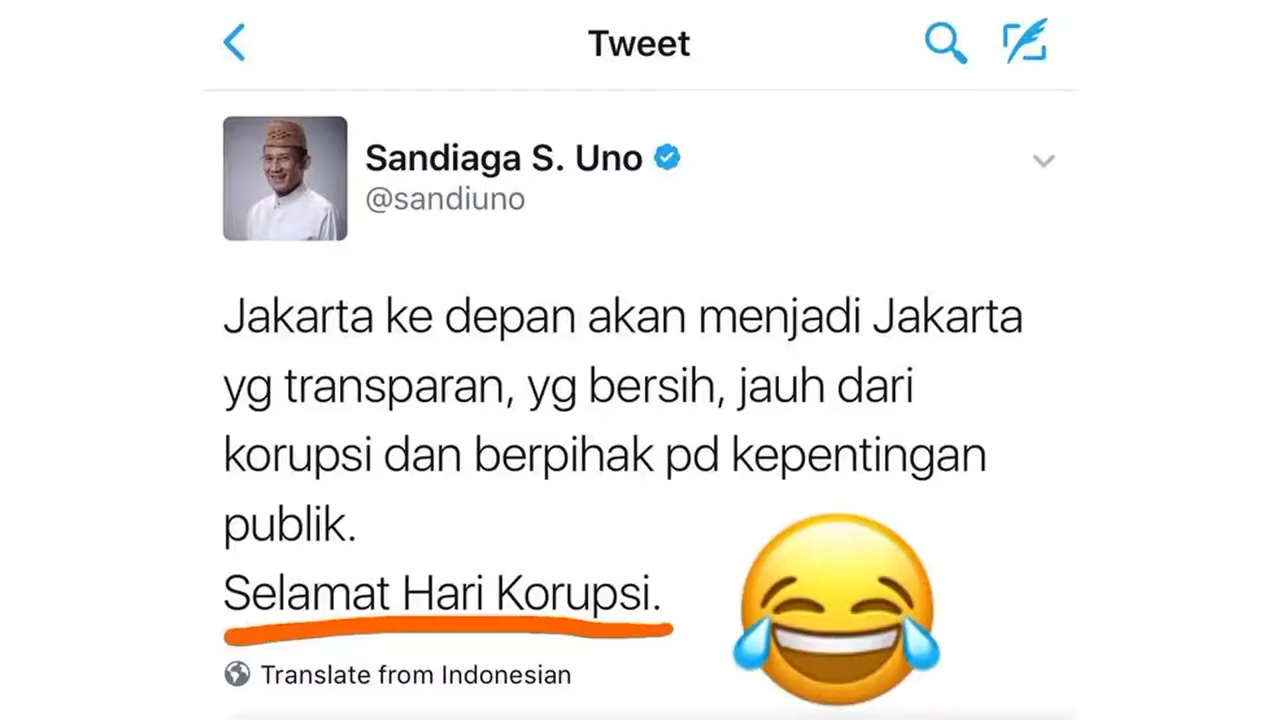 Tweet
Sandiaga S. Uno
@sandiuno
Jakarta ke depan akan menjadi Jakarta
yg transparan, yg bersih, jauh dari
korupsi dan berpihak pd kepentingan
publik.
Selamat Hari Korupsi.
Translate from Indonesian